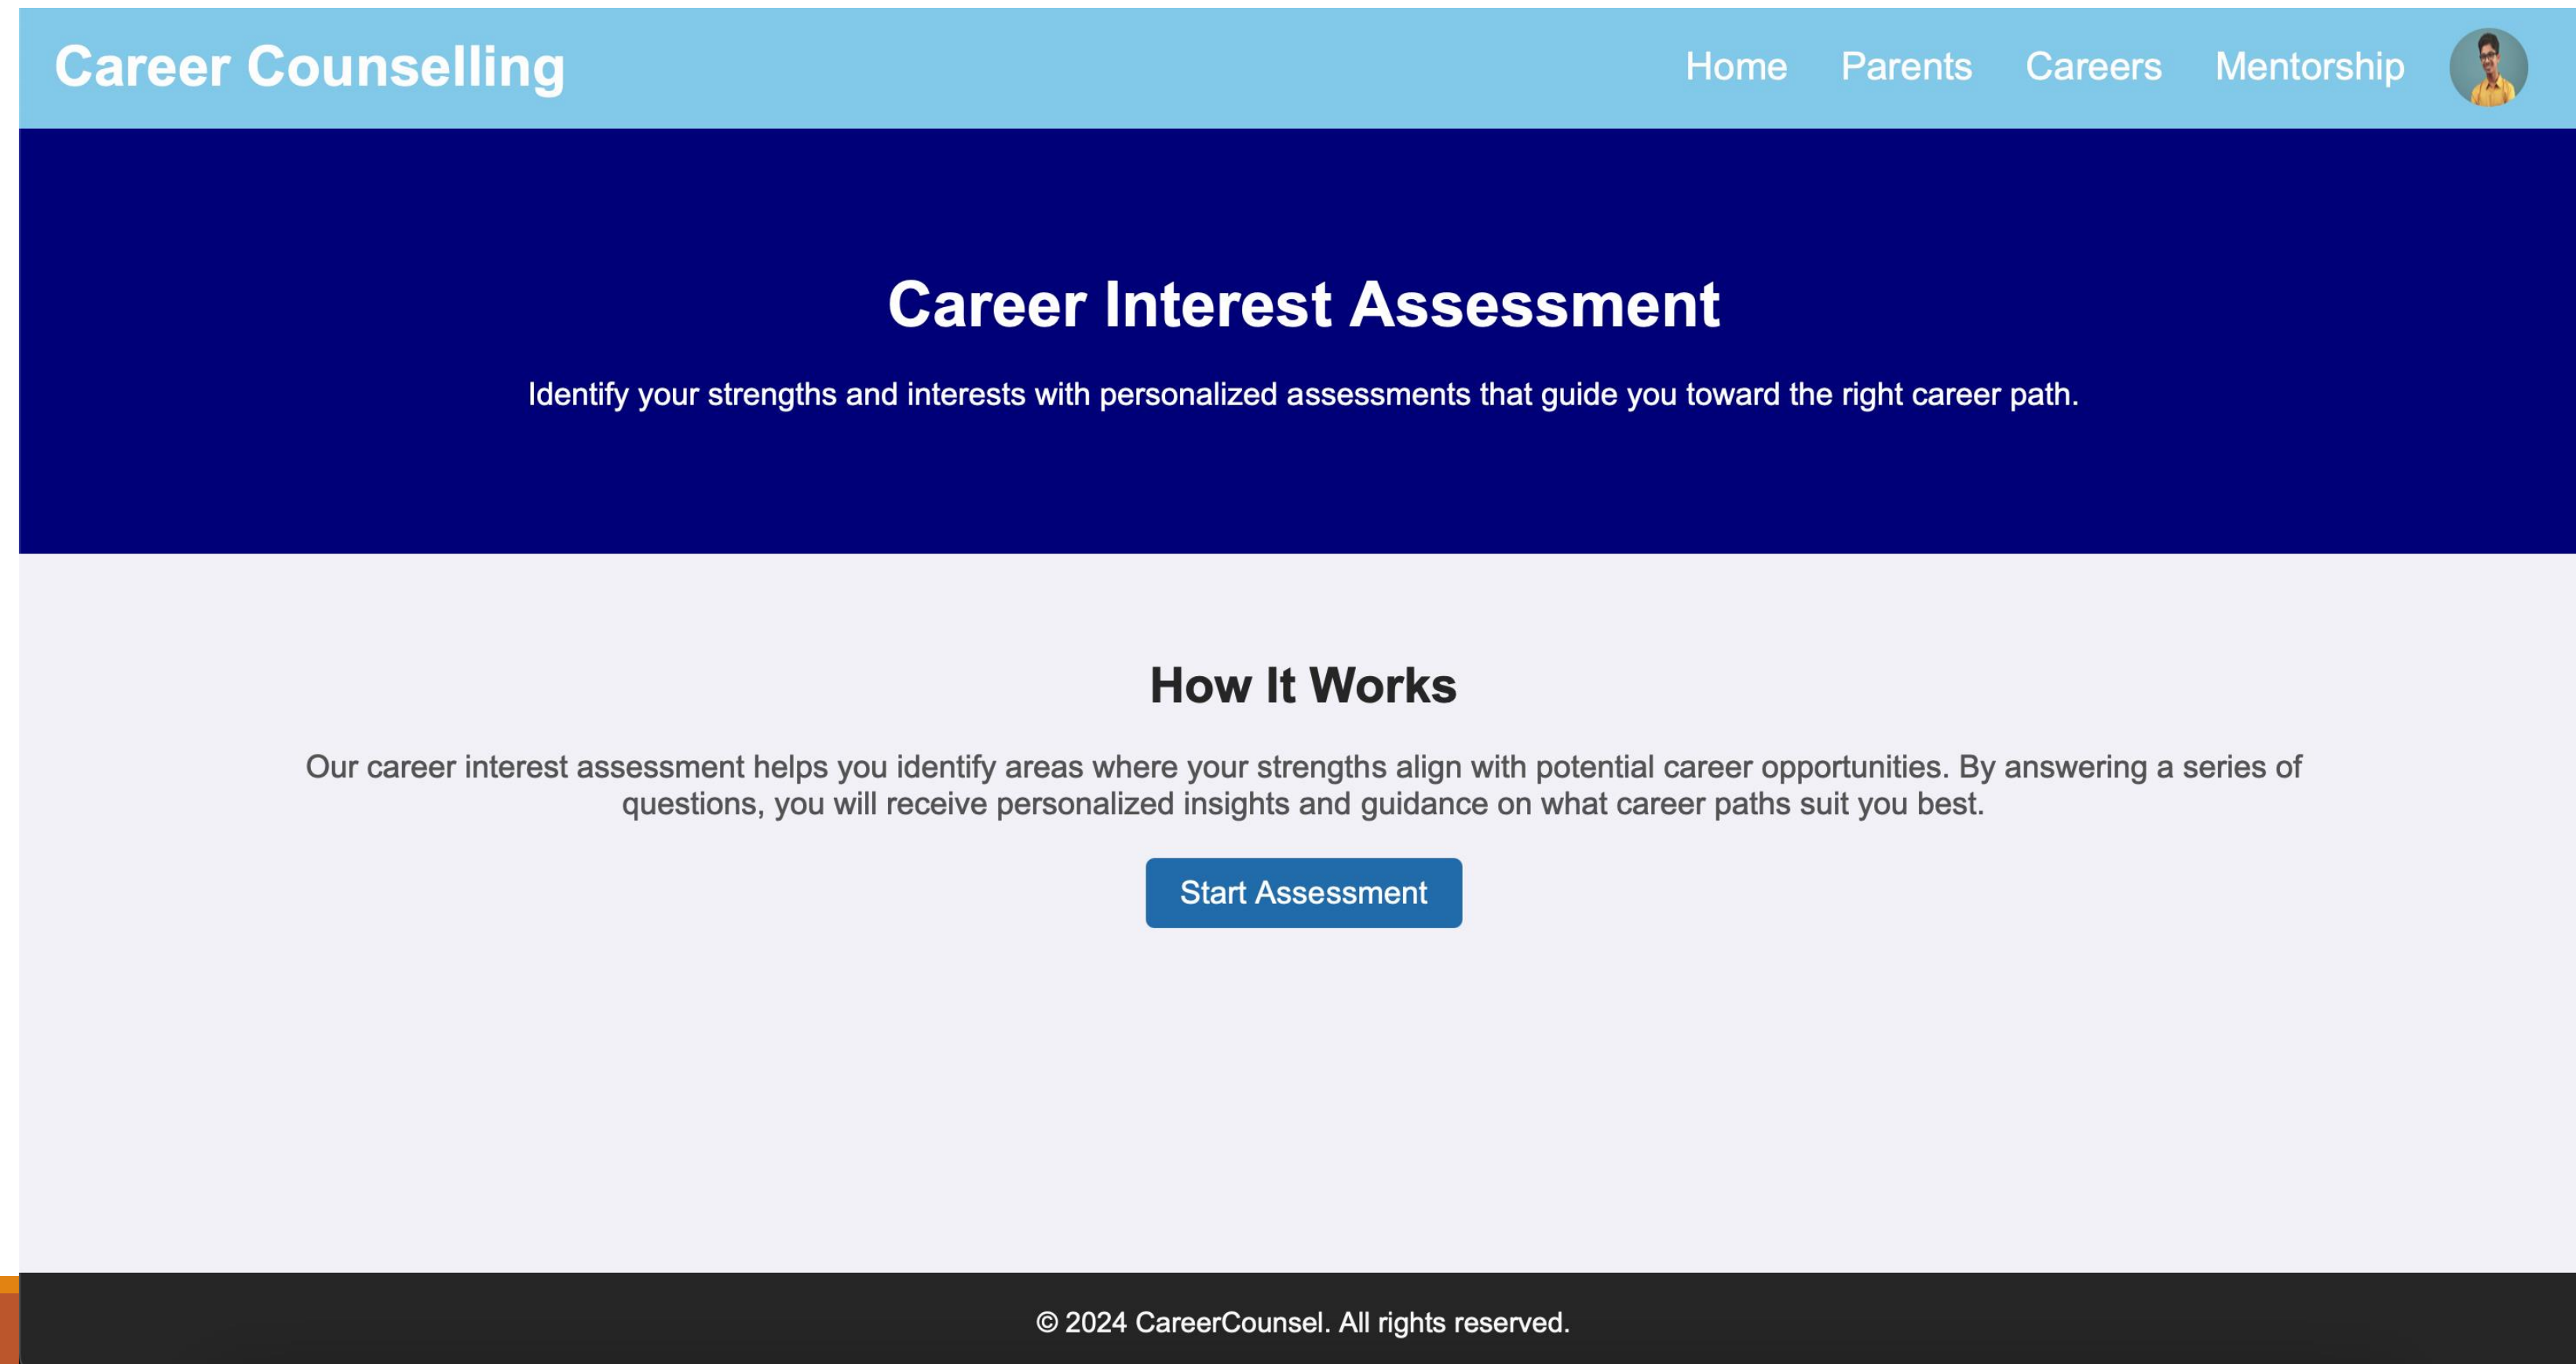 Career Counselling
Home Parents Careers Mentorship
Career Interest Assessment
Identify your strengths and interests with personalized assessments that guide you toward the right career path.
How It Works
Our career interest assessment helps you identify areas where your strengths align with potential career opportunities. By answering a series of
questions, you will receive personalized insights and guidance on what career paths suit you best.
Start Assessment
© 2024 CareerCounsel. All rights reserved.